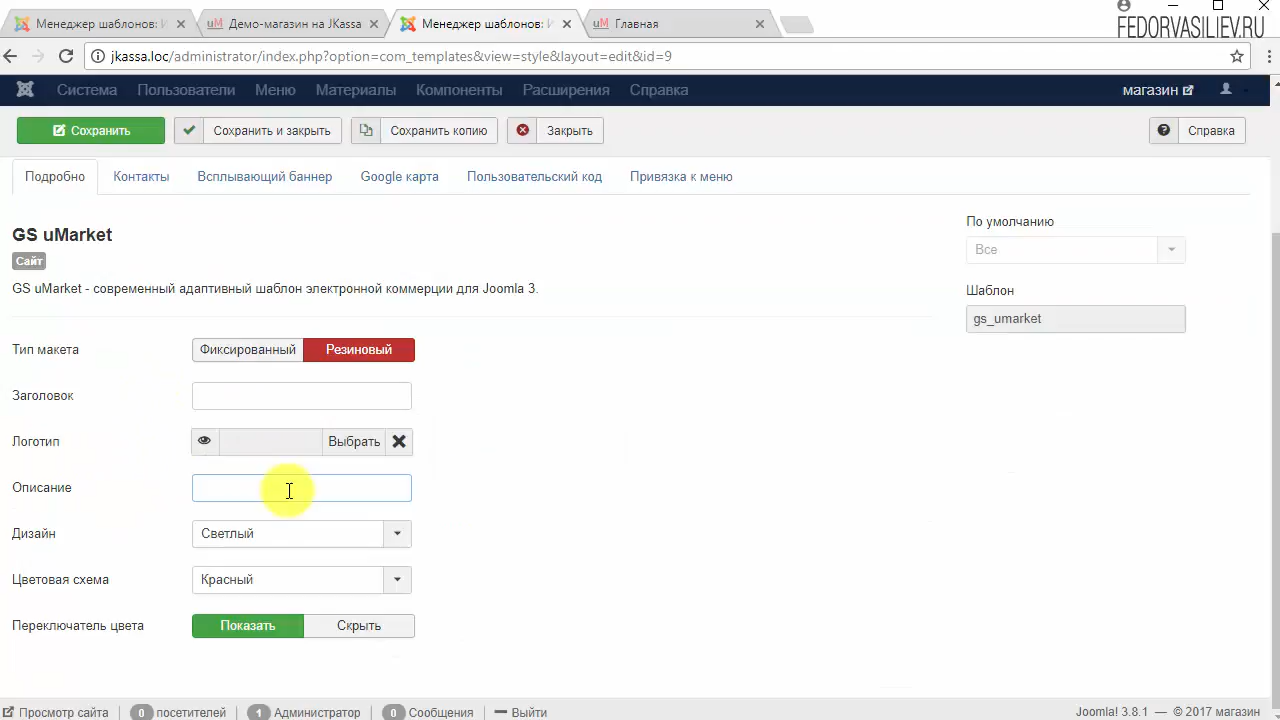 Менеджер шаблонов: И
Демо-магазин на JKassa
Менеджер шаблонов: И
Главная
FEDORVASILIEV.RU
jkassa.loc/administrator/index.php?option=com_templates&view=style&layout=edit&id=9
Система Пользователи Меню Материалы Компоненты Расширения Справка магазин
Сохранить Сохранить и закрыть Сохранить копию Закрыть Справка
Подробно Контакты Всплывающий баннер Google карта Пользовательский код Привязка к меню
GS uMarket
Сайт
GS uMarket - современный адаптивный шаблон электронной коммерции для Joomla 3.
По умолчанию
Все
Шаблон
gs_umarket
Тип макета Фиксированный Резиновый
Заголовок
Логотип Выбрать
Описание
Дизайн Светлый
Цветовая схема Красный
Переключатель цвета Показать Скрыть
Просмотр сайта 0 посетителей 1 Администратор 0 Сообщения Выйти Joomla! 3.8.1 — © 2017 магазин